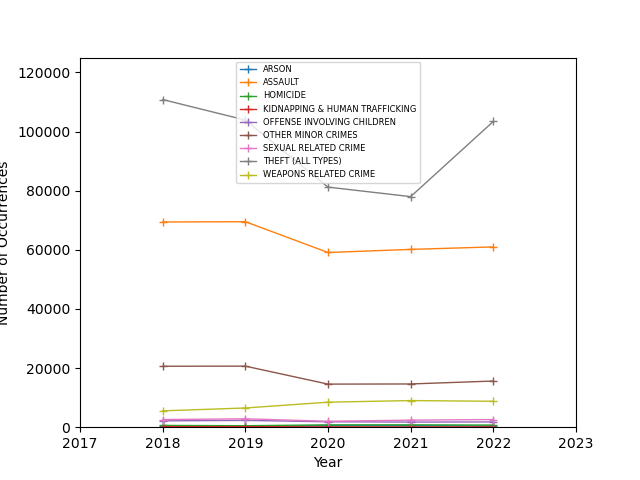 120000
100000
80000
60000
40000
20000
0
Number of Occurrences
ARSON
ASSAULT
HOMICIDE
KIDNAPPING & HUMAN TRAFFICKING
OFFENSE INVOLVING CHILDREN
OTHER MINOR CRIMES
SEXUAL RELATED CRIME
THEFT (ALL TYPES)
WEAPONS RELATED CRIME
2017 2018 2019 2020 2021 2022 2023
Year